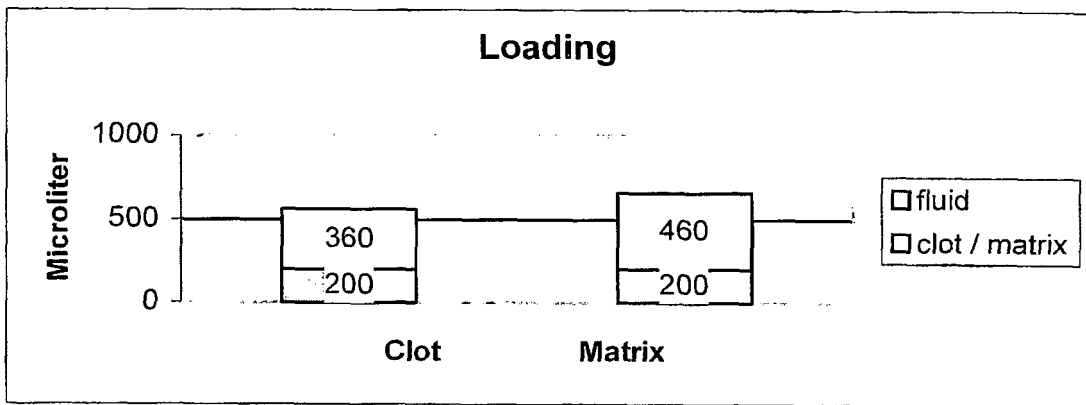 Loading
Microliter
1000
500
0
360
200
460
200
Clot
Matrix
fluid
clot / matrix